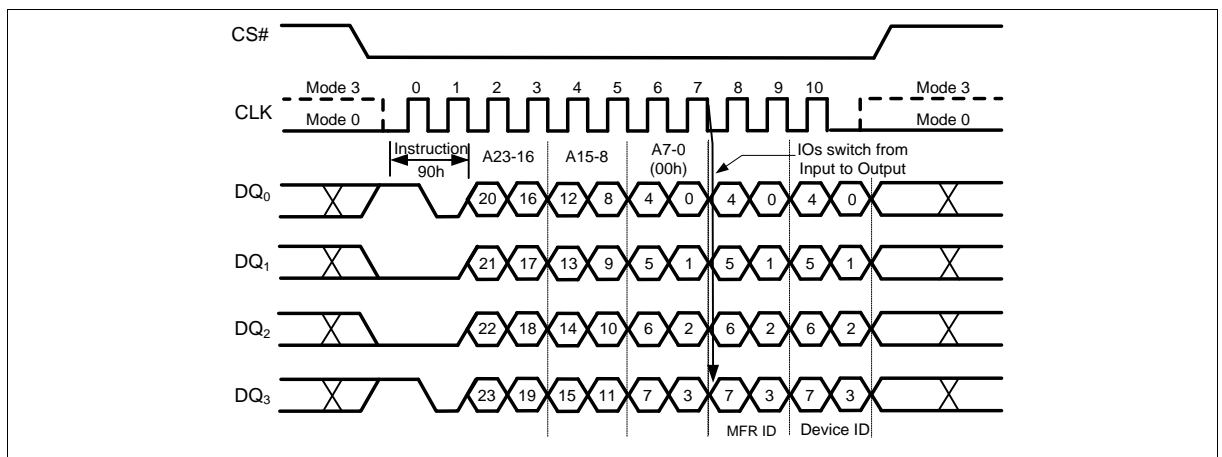 CS#
Mode 3 0 1 2 3 4 5 6 7 8 9 10 Mode 3
CLK
Mode 0 Mode 0
Instruction A23-16 A15-8 A7-0 IOs switch from
90h (00h) Input to Output
DQ0 20 16 12 8 4 0 4 0 4 0
DQ1 21 17 13 9 5 1 5 1 5 1
DQ2 22 18 14 10 6 2 6 2 6 2
DQ3 23 19 15 11 7 3 7 3 7 3
MFR ID Device ID